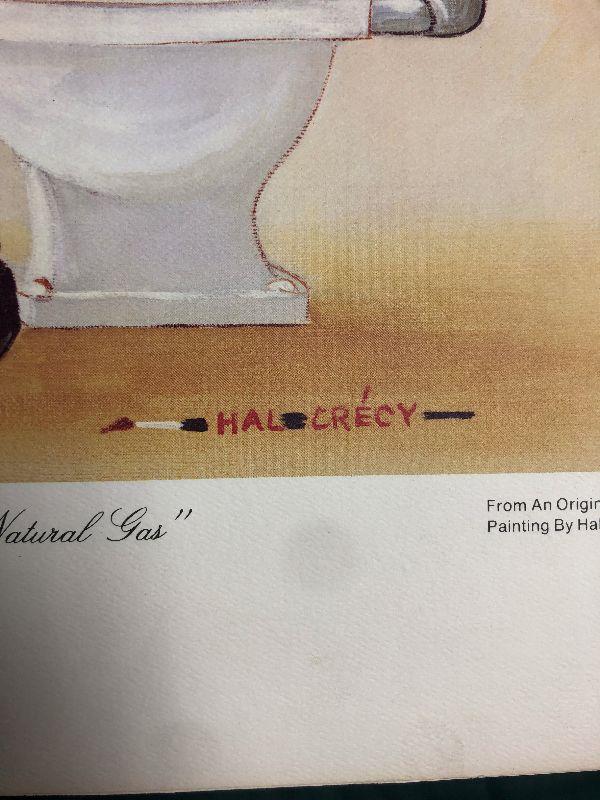 HAL CRÉCY
Natural Gas"
From An Origin
Painting By Hal